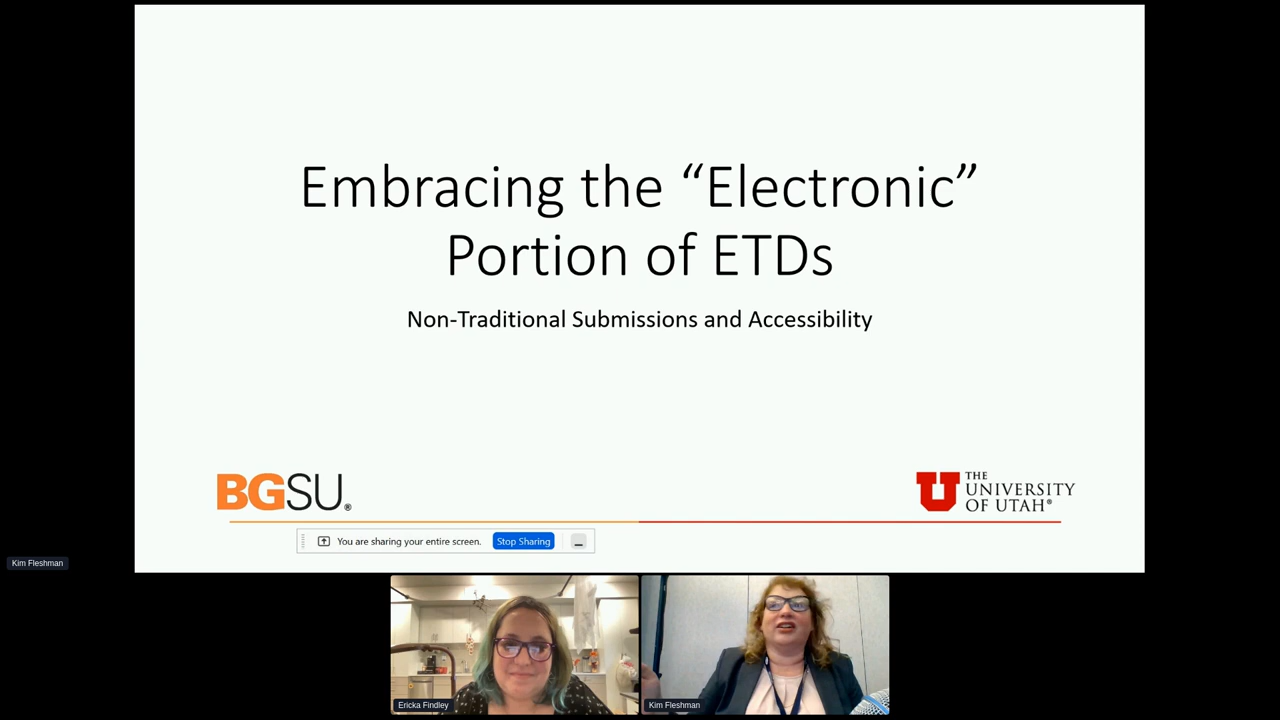 Embracing the “Electronic”
Portion of ETDs
Non-Traditional Submissions and Accessibility
BGSU®
U THE
UNIVERSITY
OF UTAH®
You are sharing your entire screen. Stop Sharing
Kim Fleshman
Ericka Findley
Kim Fleshman